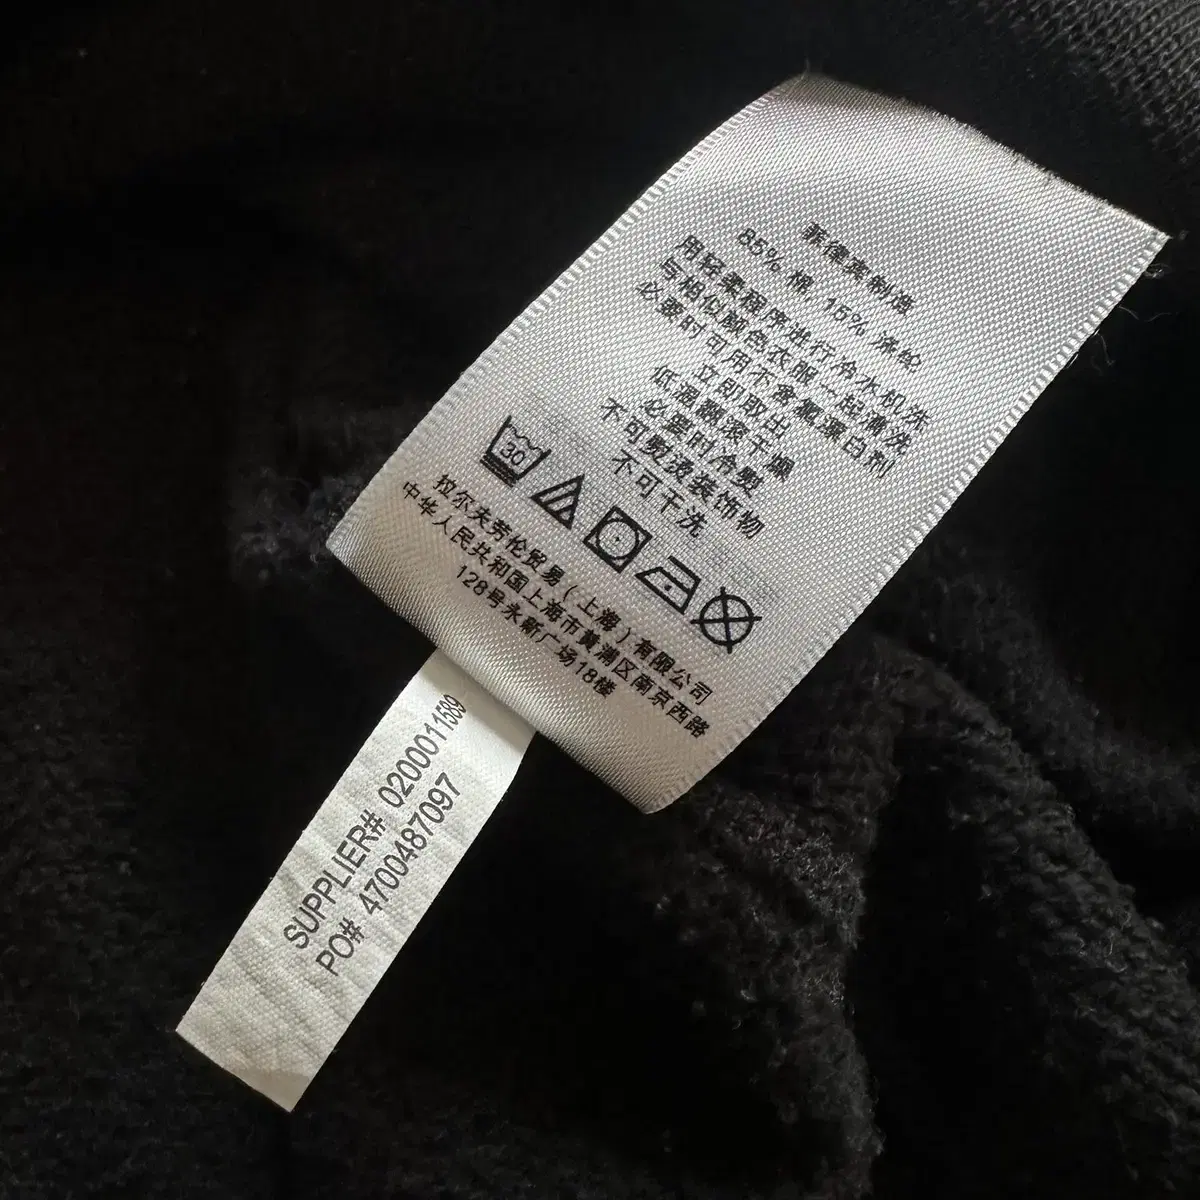 菲律宾制造
85% 棉, 15% 涤纶
用轻柔程序进行冷水机洗
与相似颜色衣服一起清洗
必要时可用不含氯漂白剂
立即取出
低温翻滚干燥
必要时冷熨
不可熨烫装饰物
不可干洗
30
拉尔夫劳伦贸易(上海)有限公司
中华人民共和国上海市黄浦区南京西路
128号永新广场18楼
SUPPLIER# 0200011589
PO# 4700487097